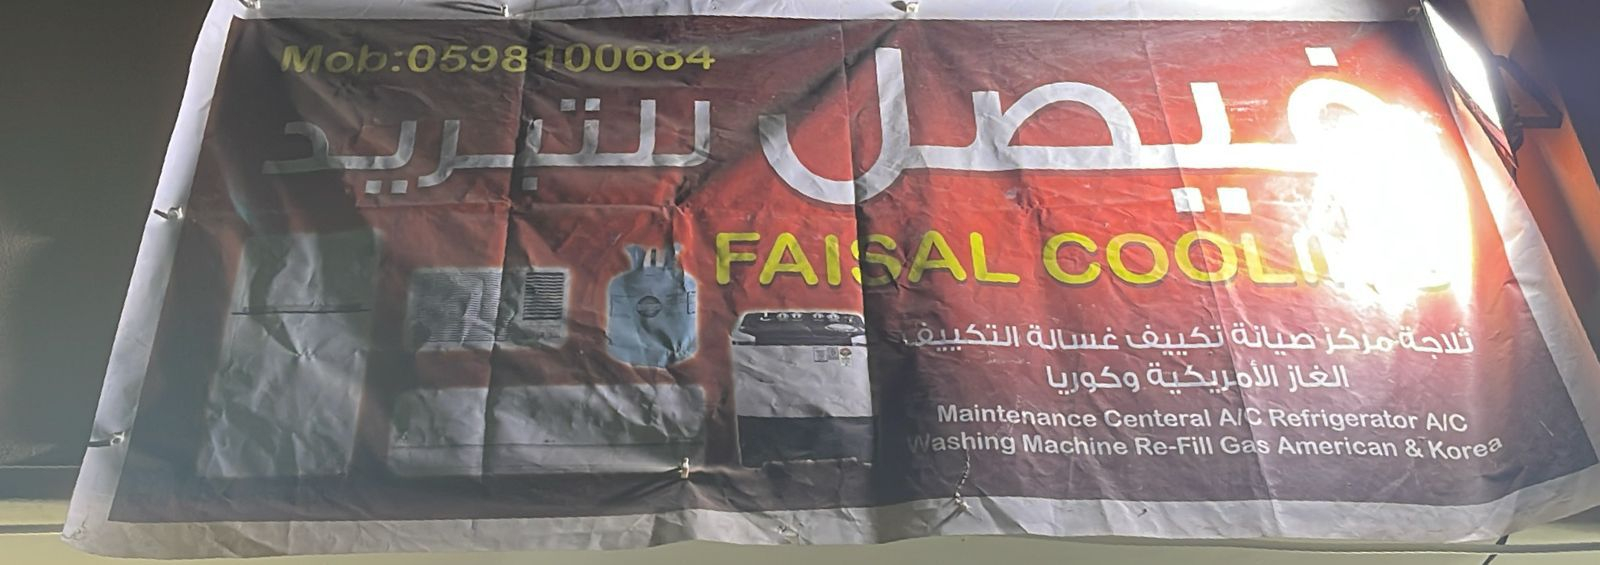 Mob:0598100684
فيصل للتبريد
FAISAL COOLING
ثلاجة مركز صيانة تكييف غسالة التكييف
الغاز الأمريكية وكوريا
Maintenance Centeral A/C Refrigerator A/C
Washing Machine Re-Fill Gas American & Korea